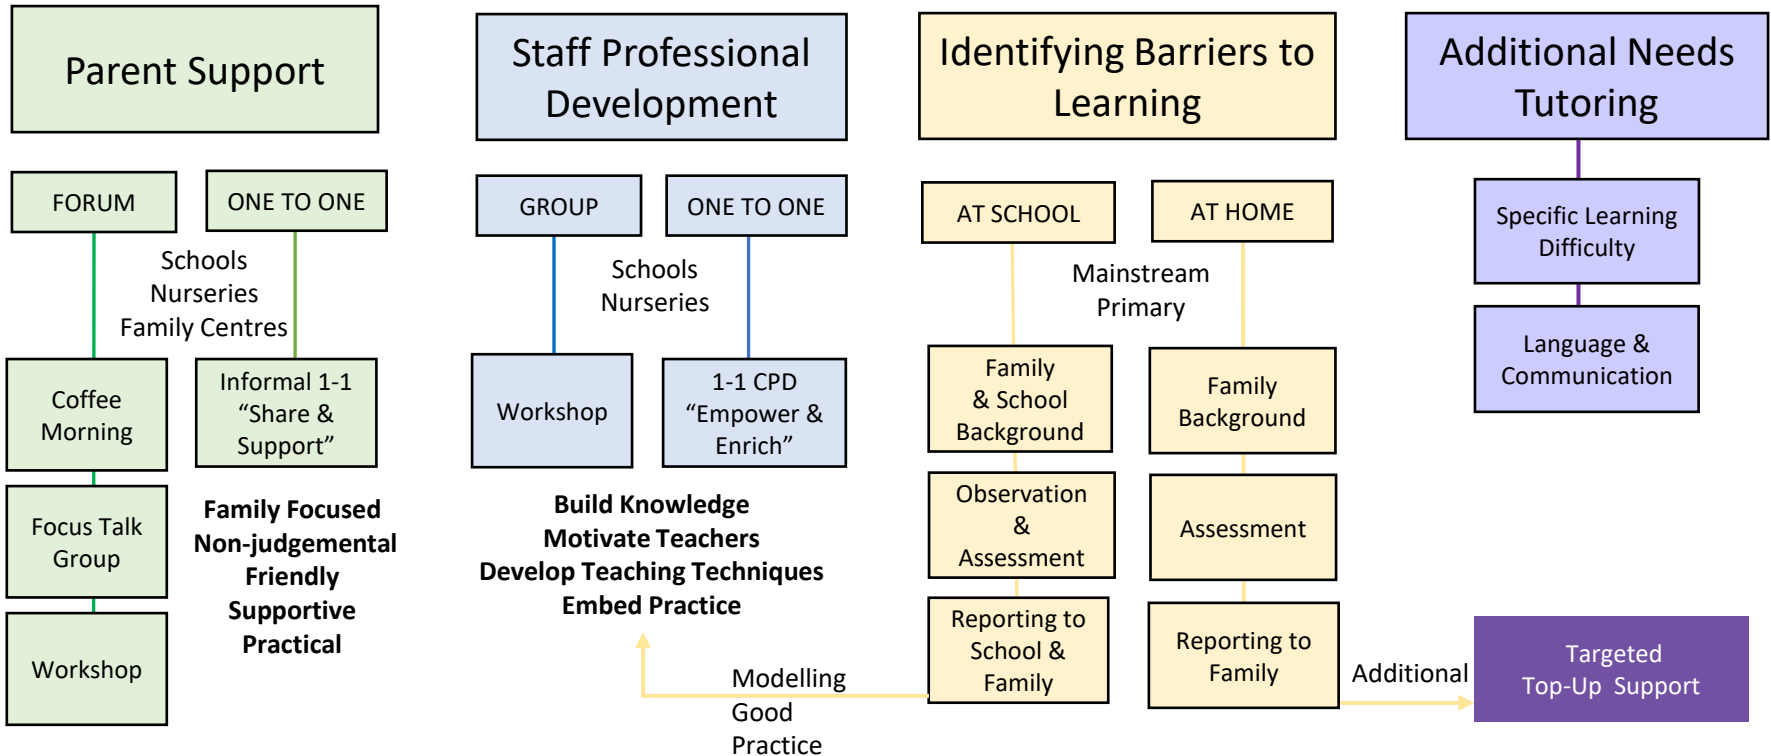 Parent Support
FORUM
ONE TO ONE
Schools
Nurseries
Family Centres
Coffee
Morning
Focus Talk
Group
Workshop
Informal 1-1
“Share &
Support”
Family Focused
Non-judgemental
Friendly
Supportive
Practical
Staff Professional
Development
GROUP
ONE TO ONE
Schools
Nurseries
Workshop
1-1 CPD
“Empower &
Enrich”
Build Knowledge
Motivate Teachers
Develop Teaching Techniques
Embed Practice
Modelling
Good
Practice
Identifying Barriers to
Learning
AT SCHOOL
AT HOME
Mainstream
Primary
Family
& School
Background
Observation
&
Assessment
Reporting to
School &
Family
Family
Background
Assessment
Reporting to
Family
Additional
Additional Needs
Tutoring
Specific Learning
Difficulty
Language &
Communication
Targeted
Top-Up Support